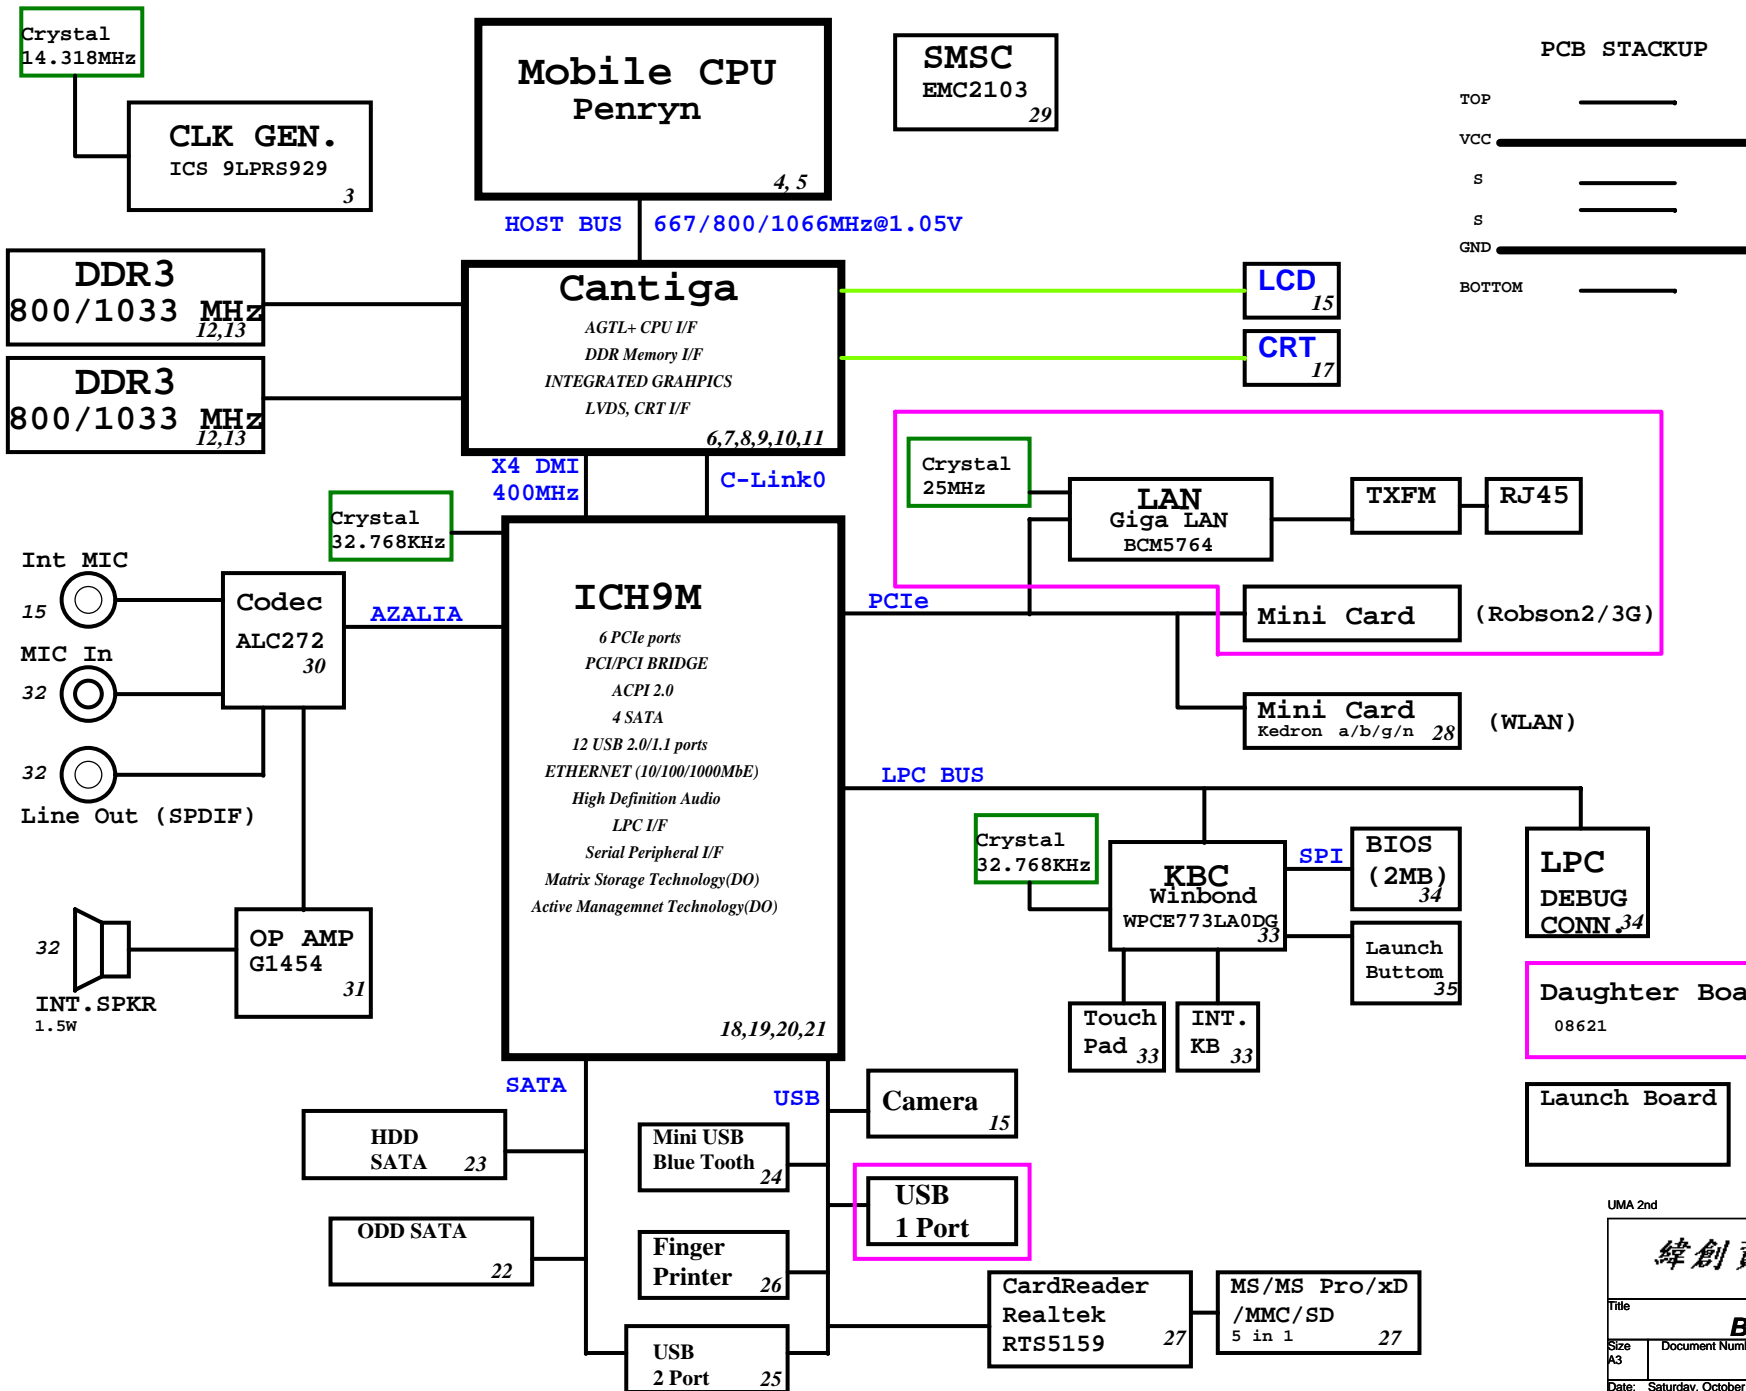 Crystal
14.318MHz
CLK GEN.
ICS 9LPRS929
3
Mobile CPU
Penryn
4, 5
SMSC
EMC2103
29
PCB STACKUP
TOP
VCC
S
S
GND
BOTTOM
HOST BUS
667/800/1066MHz@1.05V
DDR3
800/1033 MHz
12,13
DDR3
800/1033 MHz
12,13
Cantiga
AGTL+ CPU I/F
DDR Memory I/F
INTEGRATED GRAHPICS
LVDS, CRT I/F
6,7,8,9,10,11
LCD
15
CRT
17
X4 DMI
400MHz
C-Link0
Crystal
32.768KHz
Crystal
25MHz
LAN
Giga LAN
BCM5764
TXFM
RJ45
Int MIC
15
MIC In
32
32
Line Out (SPDIF)
Codec
ALC272
30
AZALIA
ICH9M
6 PCIe ports
PCI/PCI BRIDGE
ACPI 2.0
4 SATA
12 USB 2.0/1.1 ports
ETHERNET (10/100/1000MbE)
High Definition Audio
LPC I/F
Serial Peripheral I/F
Matrix Storage Technology(DO)
Active Managemnet Technology(DO)
18,19,20,21
PCIe
Mini Card
(Robson2/3G)
Mini Card
Kedron a/b/g/n
28
(WLAN)
LPC BUS
Crystal
32.768KHz
KBC
Winbond
WPCE773LA0DG
33
SPI
BIOS
(2MB)
34
LPC
DEBUG
CONN.
34
Launch
Buttom
35
Touch
Pad
33
INT.
KB
33
Daughter Boa
08621
Launch Board
32
INT.SPKR
1.5W
OP AMP
G1454
31
SATA
USB
HDD
SATA
23
ODD SATA
22
Mini USB
Blue Tooth
24
Finger
Printer
26
USB
2 Port
25
Camera
15
USB
1 Port
CardReader
Realtek
RTS5159
27
MS/MS Pro/xD
/MMC/SD
5 in 1
27
UMA 2nd
緯創
Title
B
Size
A3
Document Num
Date: Saturday, October